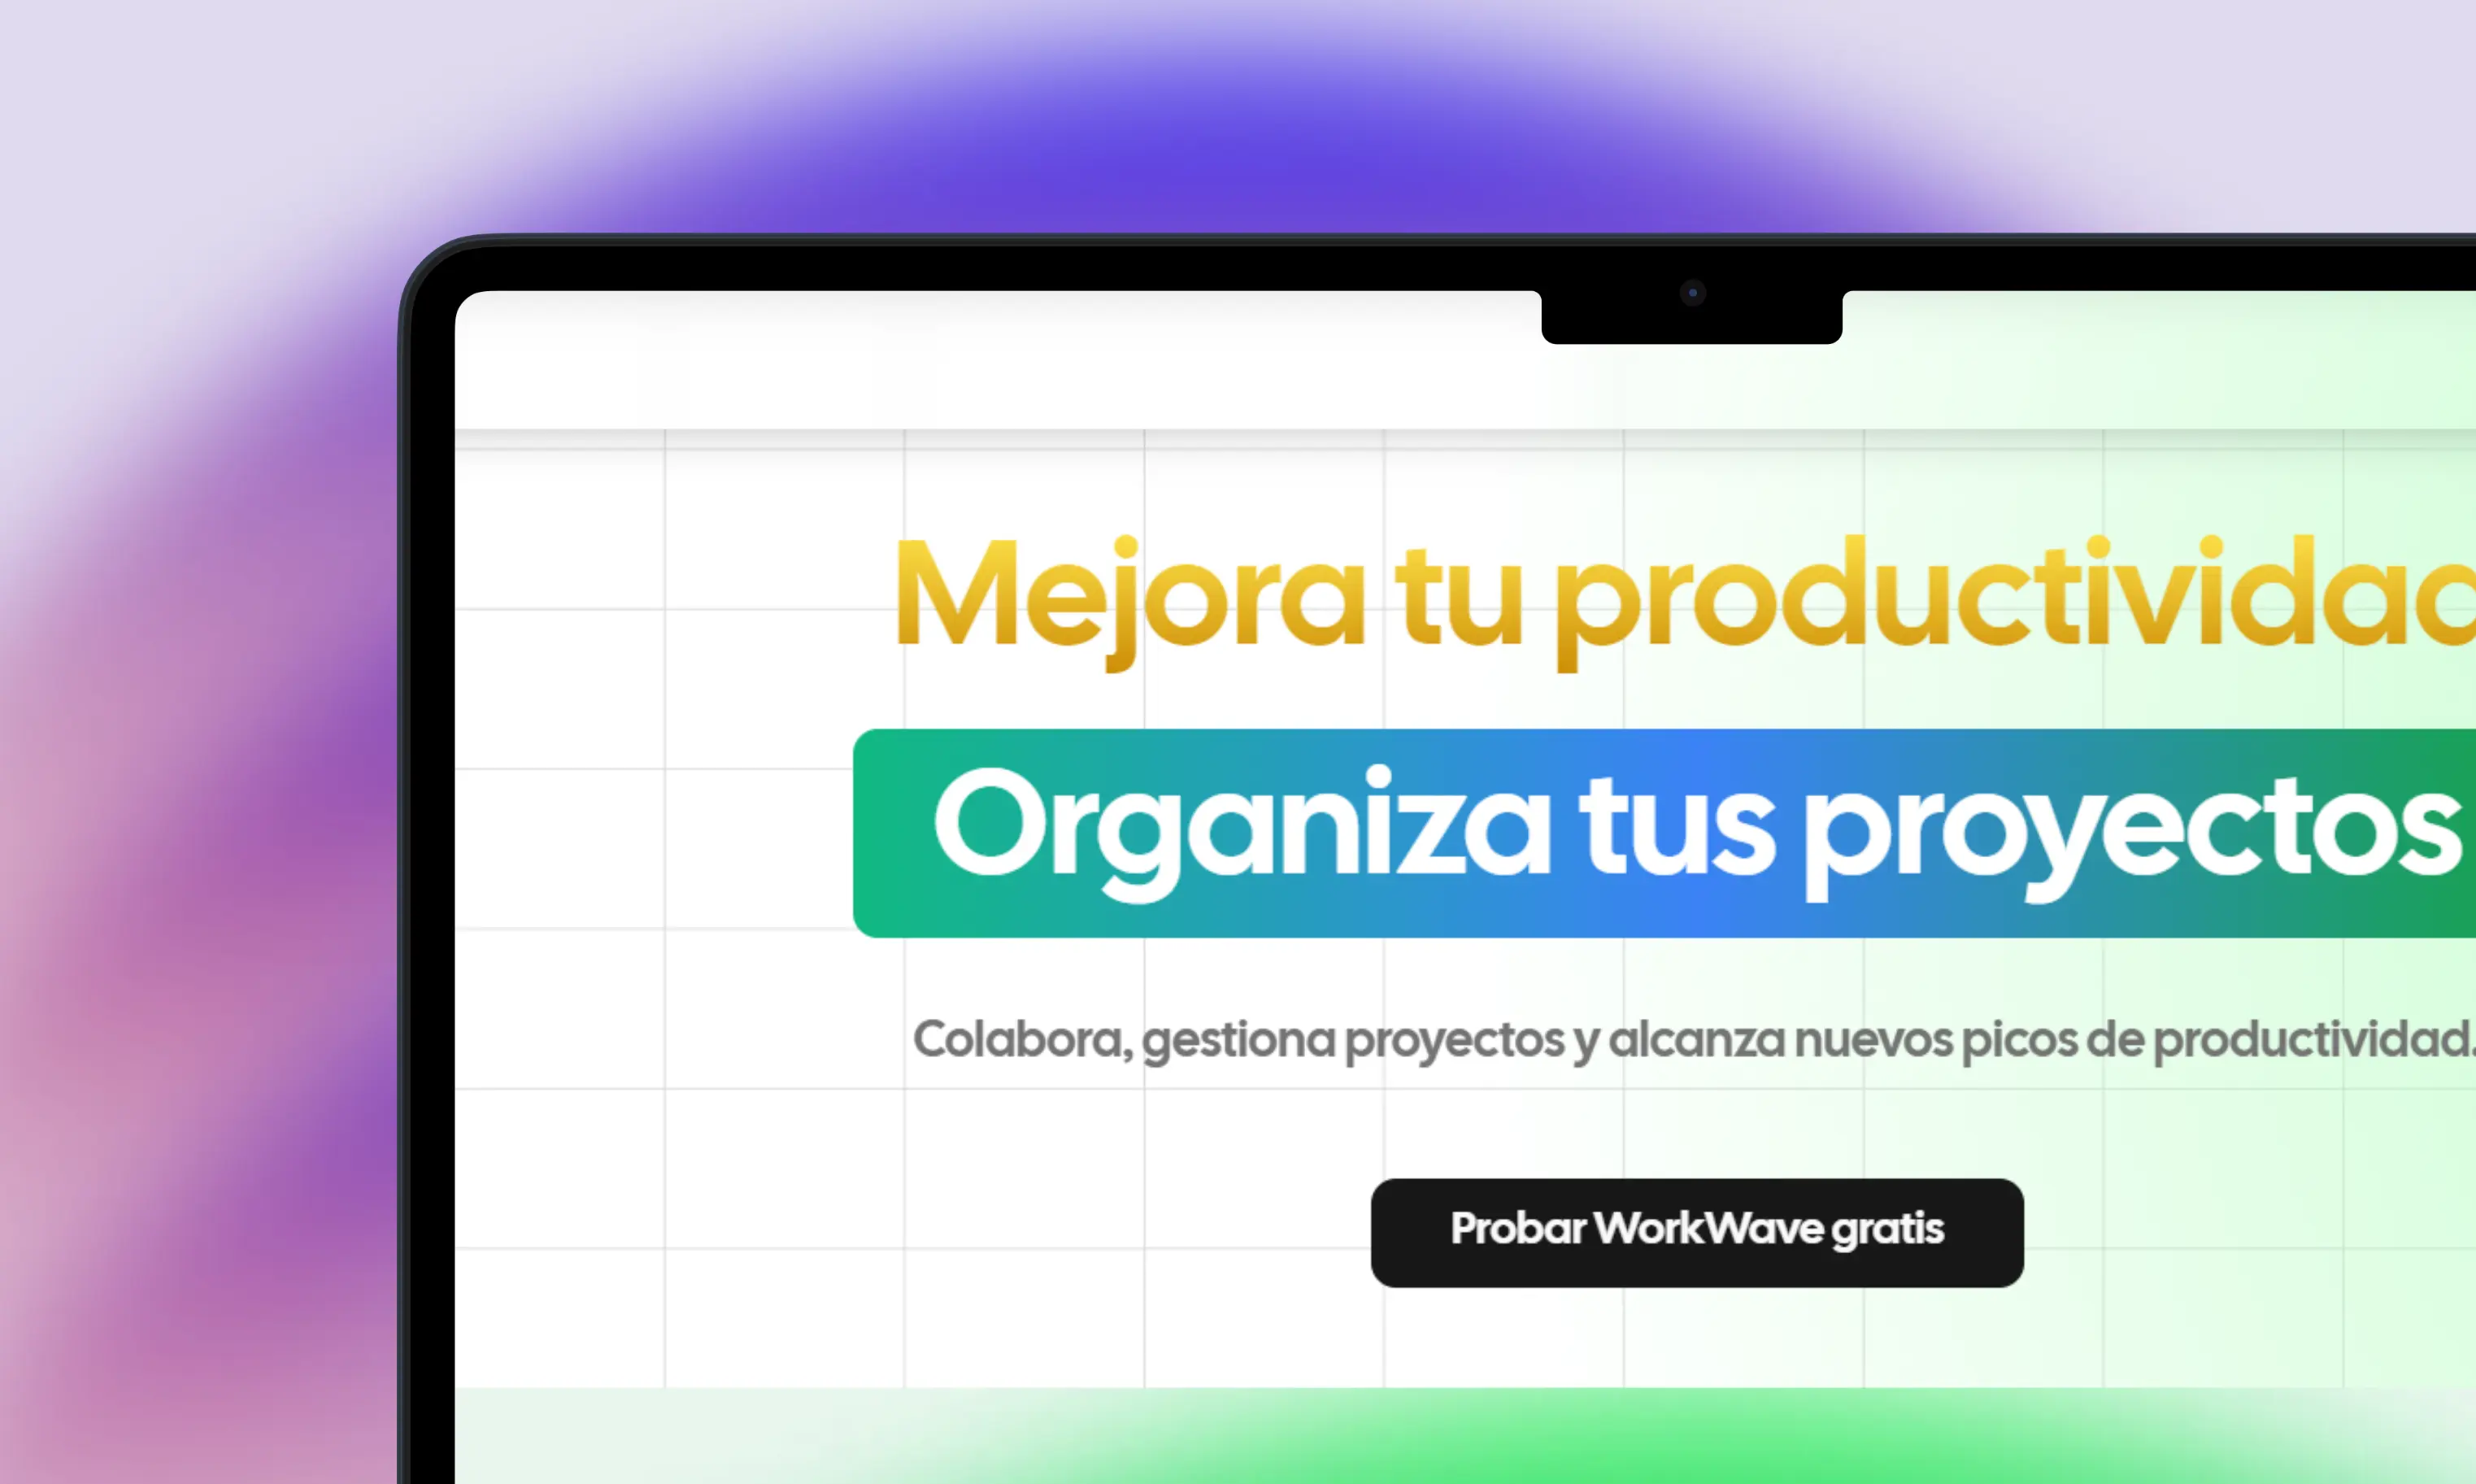 Mejora tu productividad
Organiza tus proyectos
Colabora, gestiona proyectos y alcanza nuevos picos de productividad.
Probar WorkWave gratis